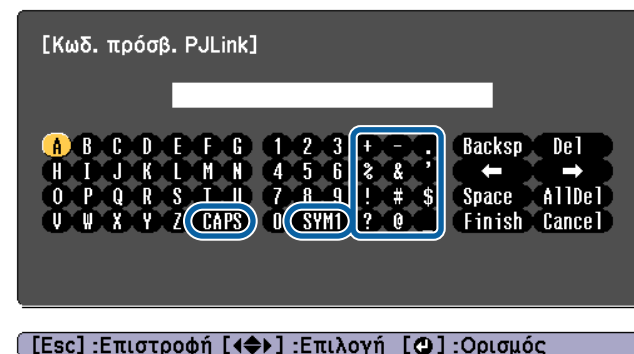 [Κωδ. πρόσβ. PJLink]
A B C D E F G 1 2 3 + - . Backsp Del
H I J K L M N 4 5 6 % & ' ← →
O P Q R S T U 7 8 9 ! # $ Space AllDel
V W X Y Z CAPS 0 SYM1 ? @ _ Finish Cancel
[Esc] :Επιστροφή [◀◆▶] :Επιλογή [↵] :Ορισμός